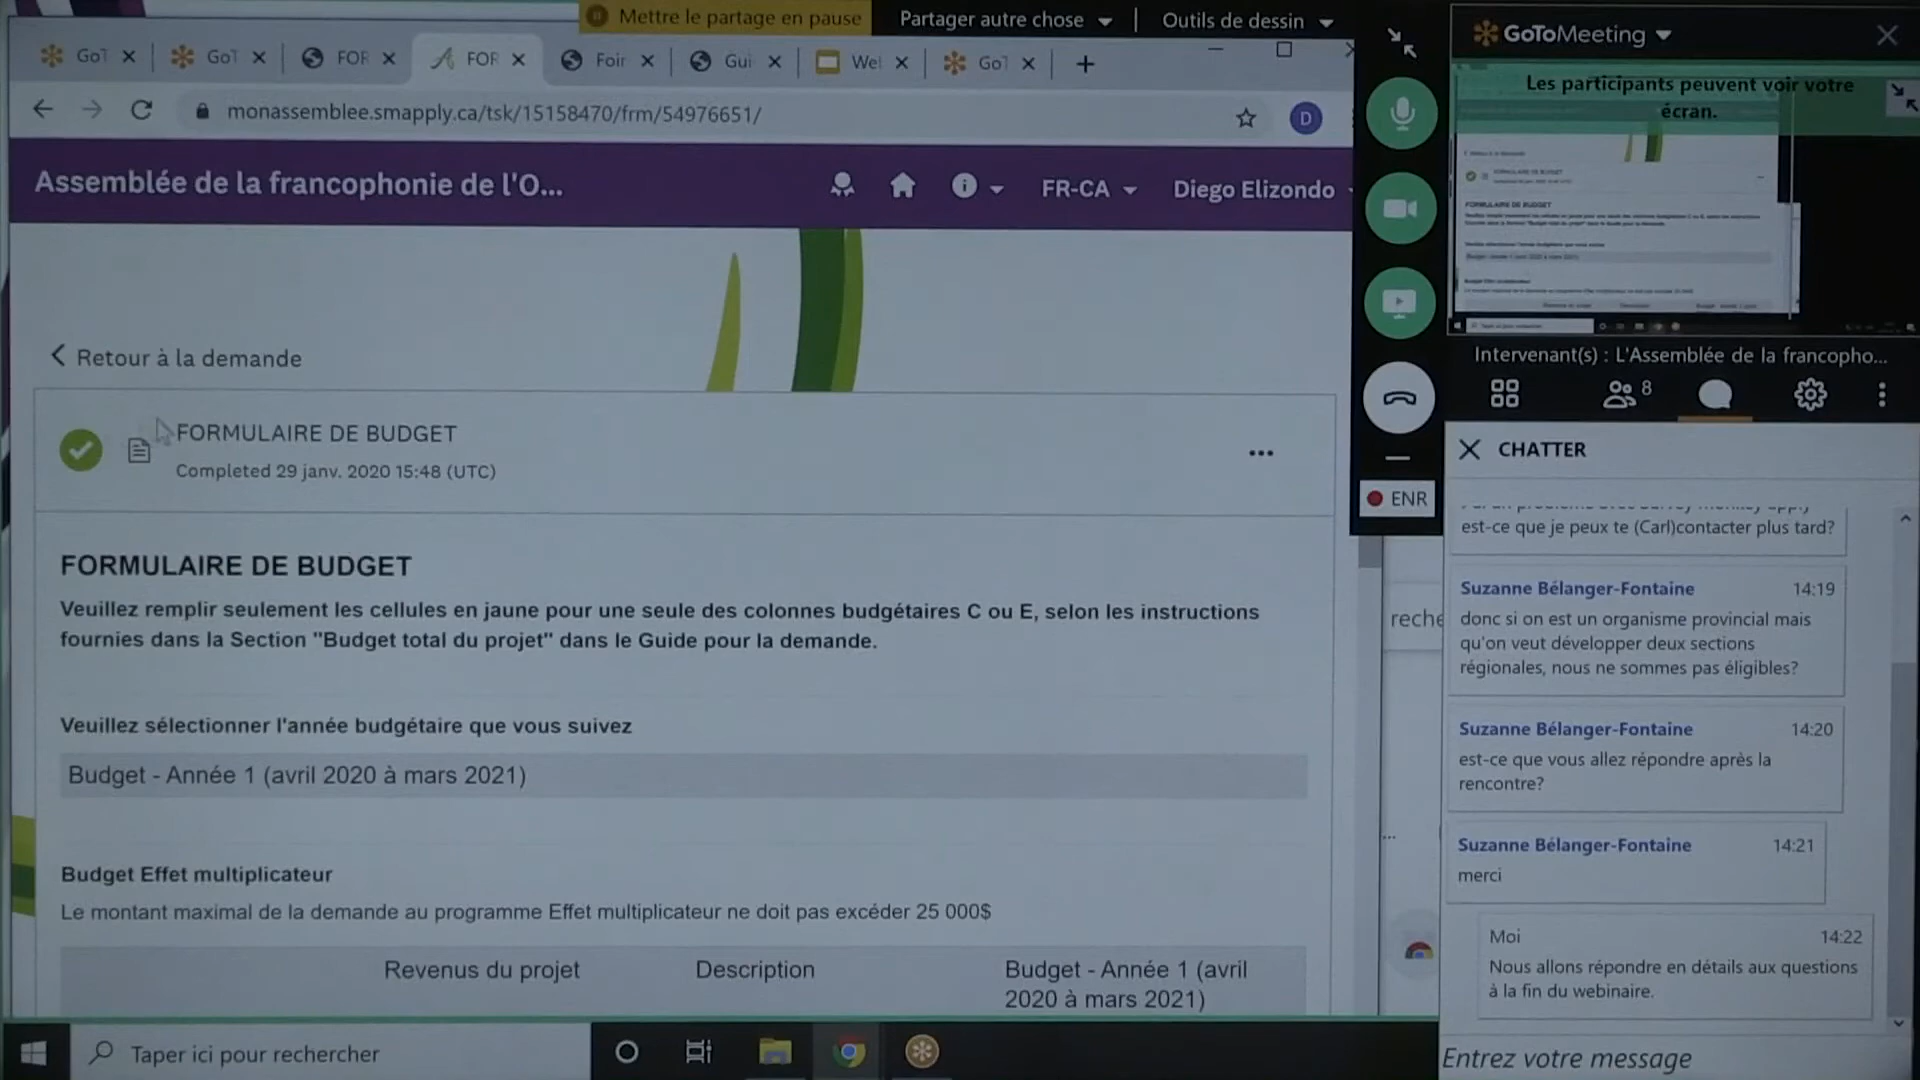 Mettre le partage en pause
Partager autre chose
Outils de dessin
GoT
GoT
FOR
FOR
Foir
Gui
We
GoT
monassemblee.smapply.ca/tsk/15158470/frm/54976651/
D
Assemblée de la francophonie de l'O...
FR-CA
Diego Elizondo
Retour à la demande
FORMULAIRE DE BUDGET
Completed 29 janv. 2020 15:48 (UTC)
FORMULAIRE DE BUDGET
Veuillez remplir seulement les cellules en jaune pour une seule des colonnes budgétaires C ou E, selon les instructions
fournies dans la Section "Budget total du projet" dans le Guide pour la demande.
Veuillez sélectionner l'année budgétaire que vous suivez
Budget - Année 1 (avril 2020 à mars 2021)
Budget Effet multiplicateur
Le montant maximal de la demande au programme Effet multiplicateur ne doit pas excéder 25 000$
Revenus du projet
Description
Budget - Année 1 (avril
2020 à mars 2021)
Taper ici pour rechercher
ENR
reche
GoToMeeting
Les participants peuvent voir votre
écran.
FORMULAIRE DE BUDGET
Intervenant(s) : L'Assemblée de la francopho...
8
CHATTER
est-ce que je peux te (Carl)contacter plus tard?
Suzanne Bélanger-Fontaine 14:19
donc si on est un organisme provincial mais
qu'on veut développer deux sections
régionales, nous ne sommes pas éligibles?
Suzanne Bélanger-Fontaine 14:20
est-ce que vous allez répondre après la
rencontre?
Suzanne Bélanger-Fontaine 14:21
merci
Moi 14:22
Nous allons répondre en détails aux questions
à la fin du webinaire.
Entrez votre message